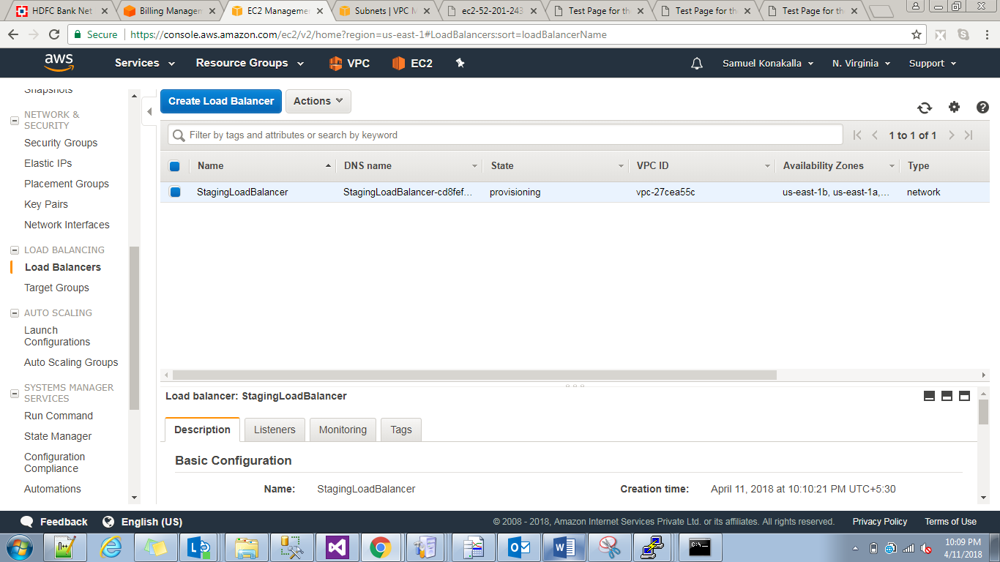 HDFC Bank Net
Billing Managem
EC2 Manageme
Subnets | VPC M
ec2-52-201-243
Test Page for th
Test Page for th
Test Page for th
Secure
https://console.aws.amazon.com/ec2/v2/home?region=us-east-1#LoadBalancers:sort=loadBalancerName
aws
Services
Resource Groups
VPC
EC2
Samuel Konakalla
N. Virginia
Support
Snapshots
NETWORK &
SECURITY
Security Groups
Elastic IPs
Placement Groups
Key Pairs
Network Interfaces
LOAD BALANCING
Load Balancers
Target Groups
AUTO SCALING
Launch
Configurations
Auto Scaling Groups
SYSTEMS MANAGER
SERVICES
Run Command
State Manager
Configuration
Compliance
Automations
Create Load Balancer
Actions
Filter by tags and attributes or search by keyword
1 to 1 of 1
Name
DNS name
State
VPC ID
Availability Zones
Type
StagingLoadBalancer
StagingLoadBalancer-cd8fef...
provisioning
vpc-27cea55c
us-east-1b, us-east-1a,...
network
Load balancer: StagingLoadBalancer
Description
Listeners
Monitoring
Tags
Basic Configuration
Name:
StagingLoadBalancer
Creation time:
April 11, 2018 at 10:10:21 PM UTC+5:30
Feedback
English (US)
© 2008 - 2018, Amazon Internet Services Private Ltd. or its affiliates. All rights reserved.
Privacy Policy
Terms of Use
10:09 PM
4/11/2018